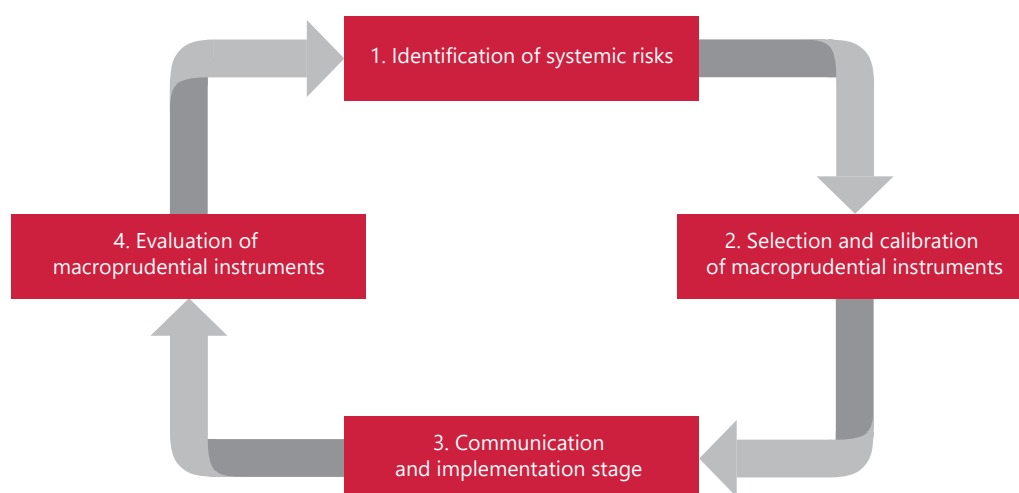 1. Identification of systemic risks
2. Selection and calibration
of macroprudential instruments
3. Communication
and implementation stage
4. Evaluation of
macroprudential instruments